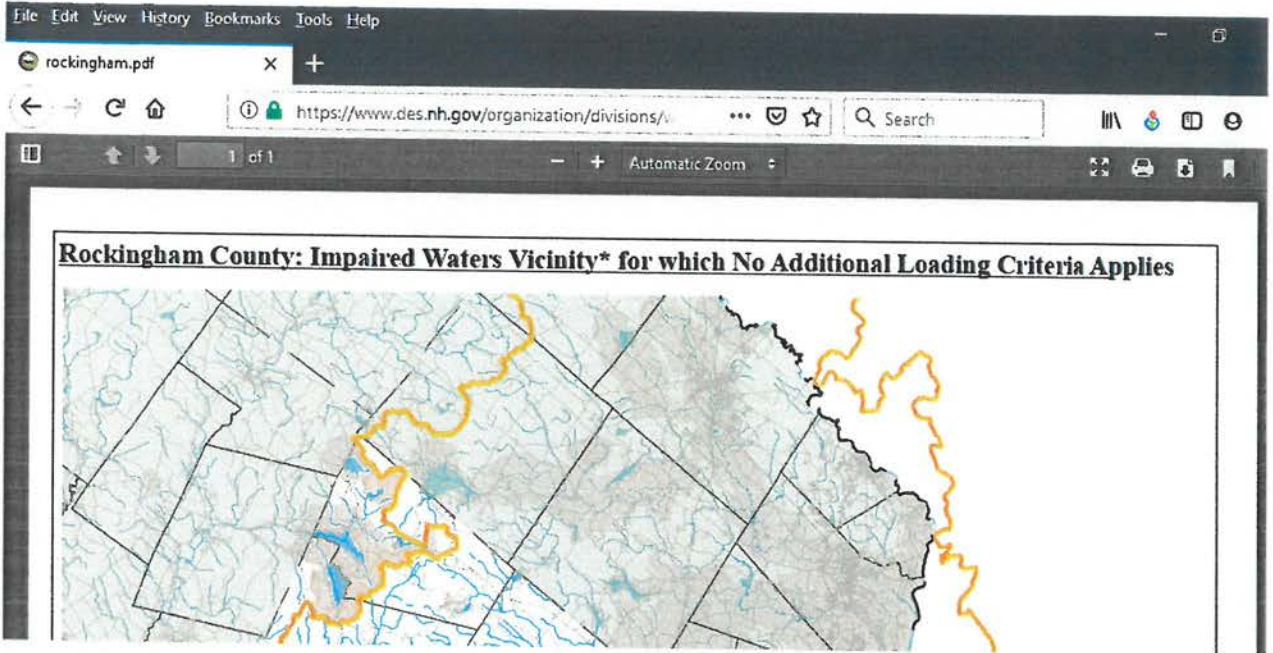 File Edit View History Bookmarks Tools Help
rockingham.pdf
https://www.des.nh.gov/organization/divisions/
Search
1 of 1
Automatic Zoom
Rockingham County: Impaired Waters Vicinity* for which No Additional Loading Criteria Applies